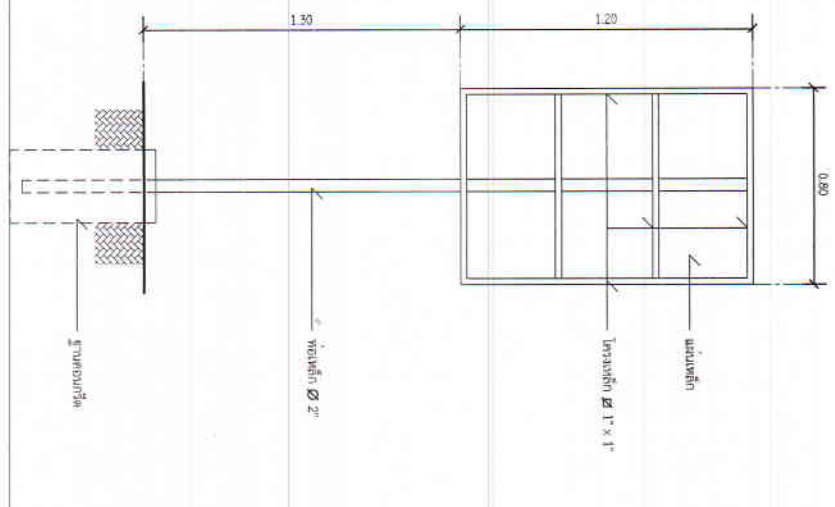 1.30
1.20
0.80
แผ่นเหล็ก
โครงเหล็ก Ø 1" x 1"
ท่อเหล็ก Ø 2"
ฐานคอนกรีต